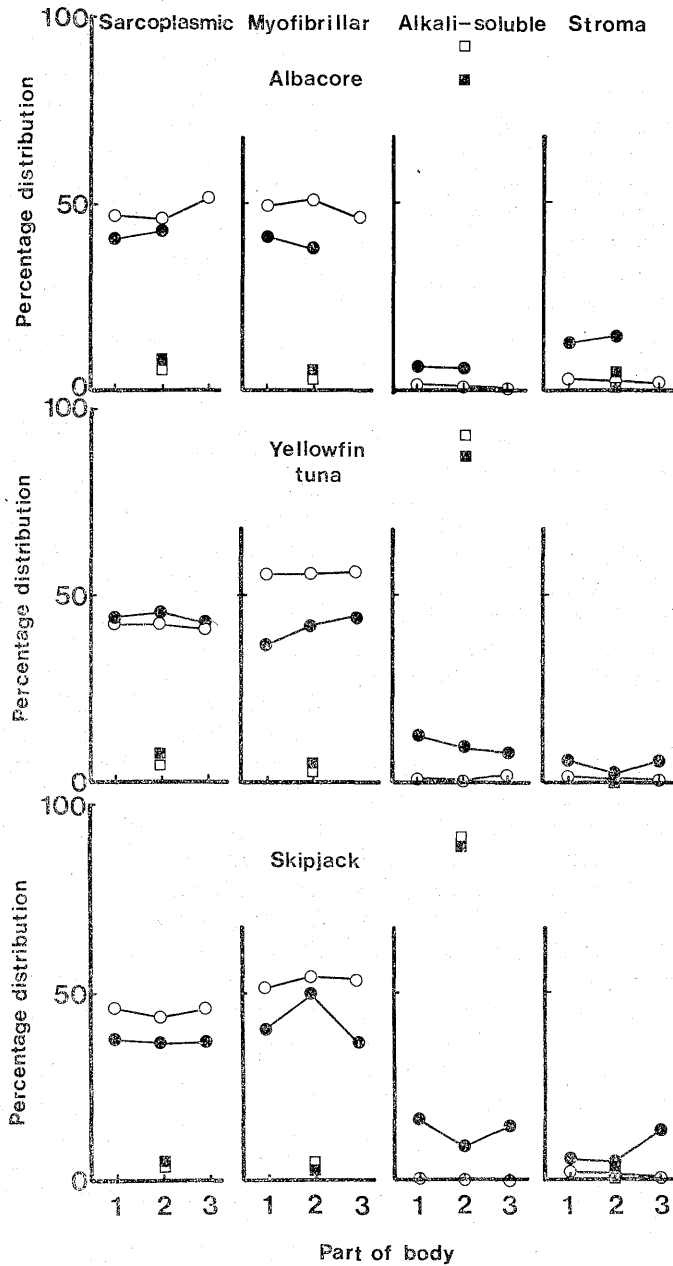 100 Sarcoplasmic Myofibrillar Alkali-soluble Stroma
Albacore
Percentage distribution
50
0
100
Yellowfin
tuna
Percentage distribution
50
0
100
Skipjack
Percentage distribution
50
0
1 2 3 1 2 3 1 2 3 1 2 3
Part of body